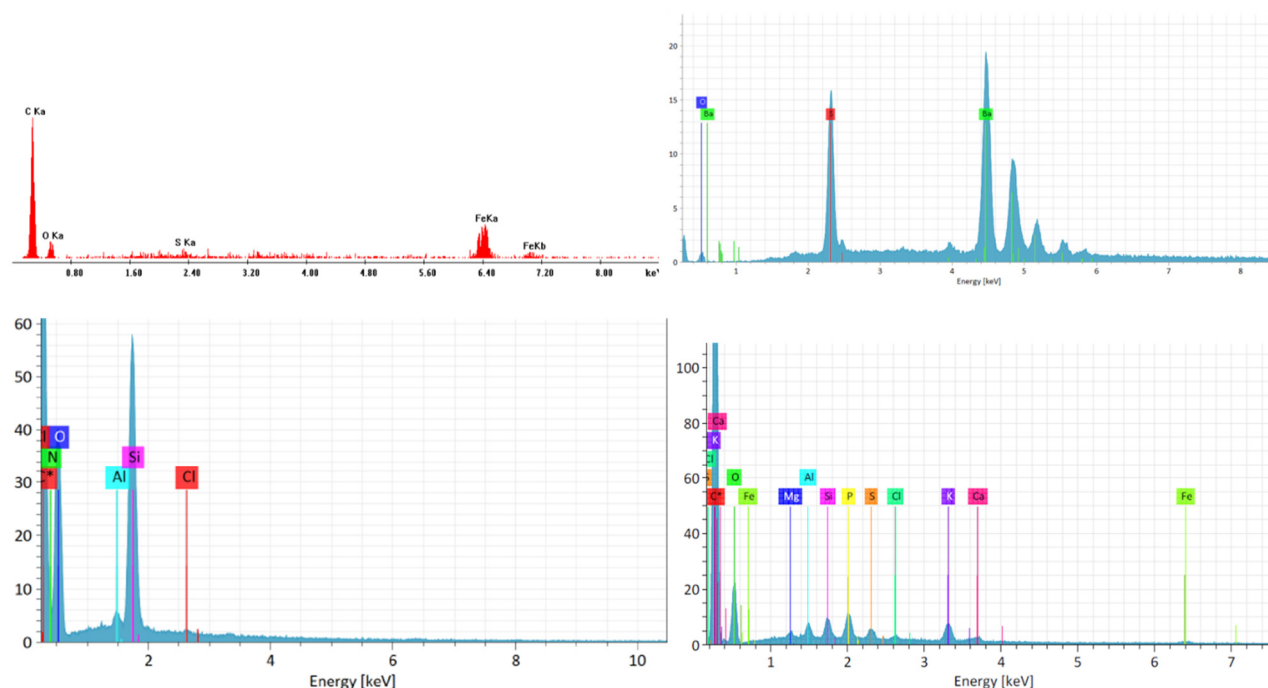 C Ka
O Ka
S Ka
FeKa
FeKb
0.80 1.60 2.40 3.20 4.00 4.80 5.60 6.40 7.20 8.00 keV
20
15
10
5
0
O
Ba
S
Ba
1 2 3 4 5 6 7 8
Energy [keV]
60
50
40
30
20
10
0
O
N
Al
Si
Cl
2 4 6 8 10
Energy [keV]
100
80
60
40
20
0
Ca
K
Cl
O
Al
C*
Fe
Mg
Si
P
S
Cl
K
Ca
Fe
1 2 3 4 5 6 7
Energy [keV]